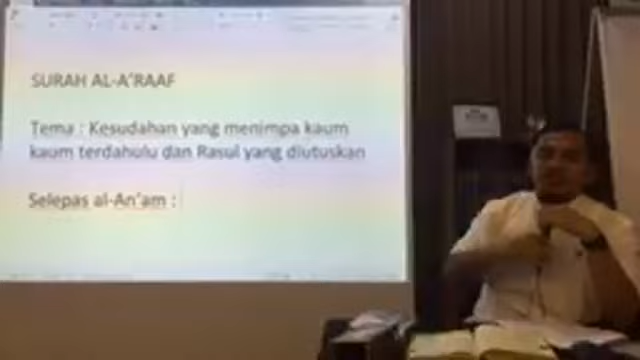 SURAH AL-A'RAAF
Tema : Kesudahan yang menimpa kaum
kaum terdahulu dan Rasul yang diutuskan
Selepas al-An'am :